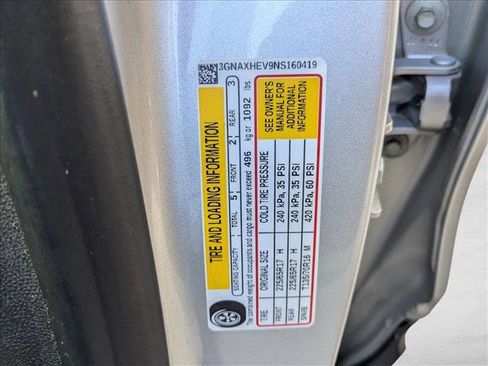 3GNAXHEV9NS160419
TIRE AND LOADING INFORMATION
SEATING CAPACITY TOTAL 5 FRONT 2 REAR 3
The combined weight of occupants and cargo must never exceed 496 kg or 1092 lbs.
TIRE ORIGINAL SIZE COLD TIRE PRESSURE
FRONT 225/65R17 H 240 kPa, 35 PSI
REAR 225/65R17 H 240 kPa, 35 PSI
SPARE T135/70R16 M 420 kPa, 60 PSI
SEE OWNER'S
MANUAL FOR
ADDITIONAL
INFORMATION